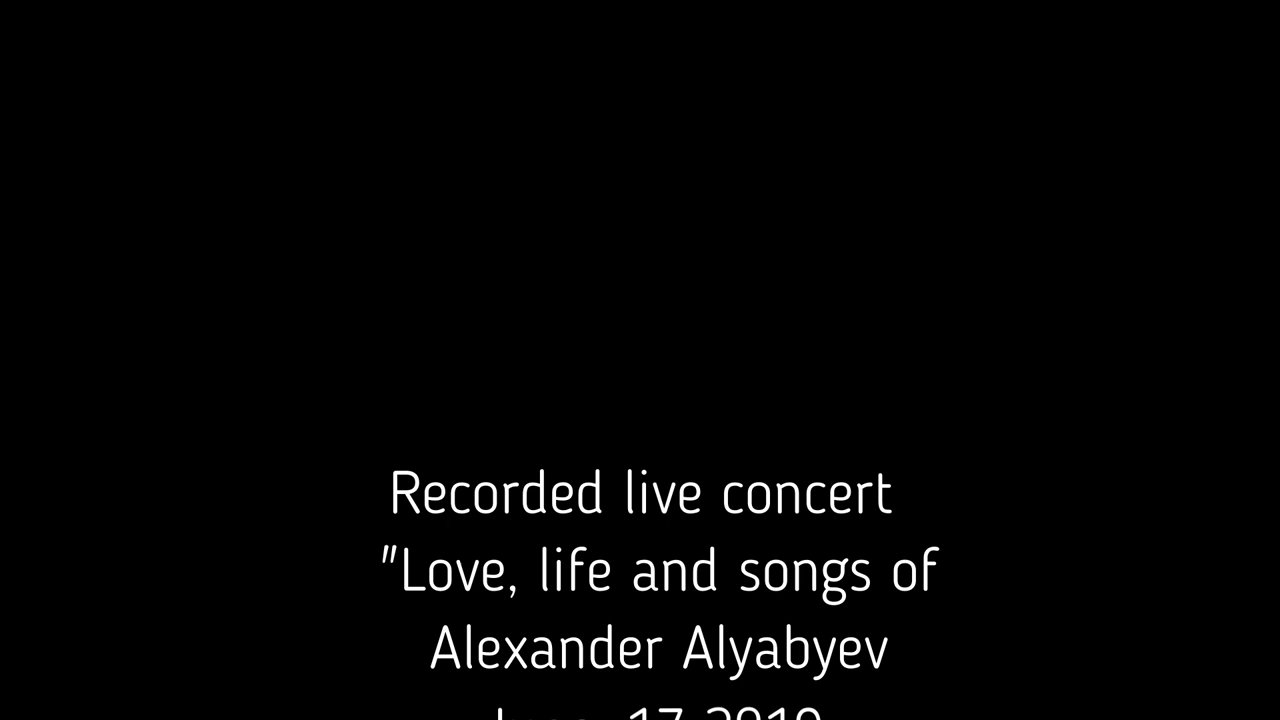 Recorded live concert
"Love, life and songs of
Alexander Alyabyev